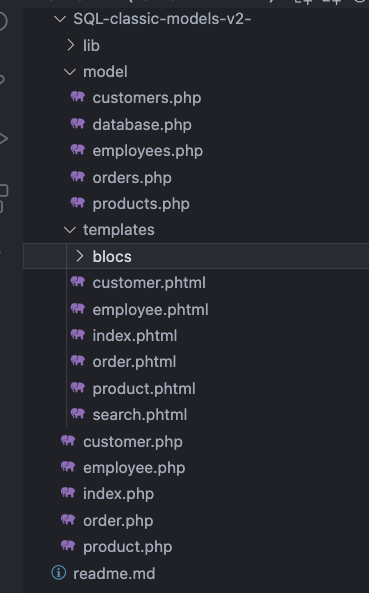 SQL-classic-models-v2-
lib
model
customers.php
database.php
employees.php
orders.php
products.php
templates
blocs
customer.phtml
employee.phtml
index.phtml
order.phtml
product.phtml
search.phtml
customer.php
employee.php
index.php
order.php
product.php
readme.md